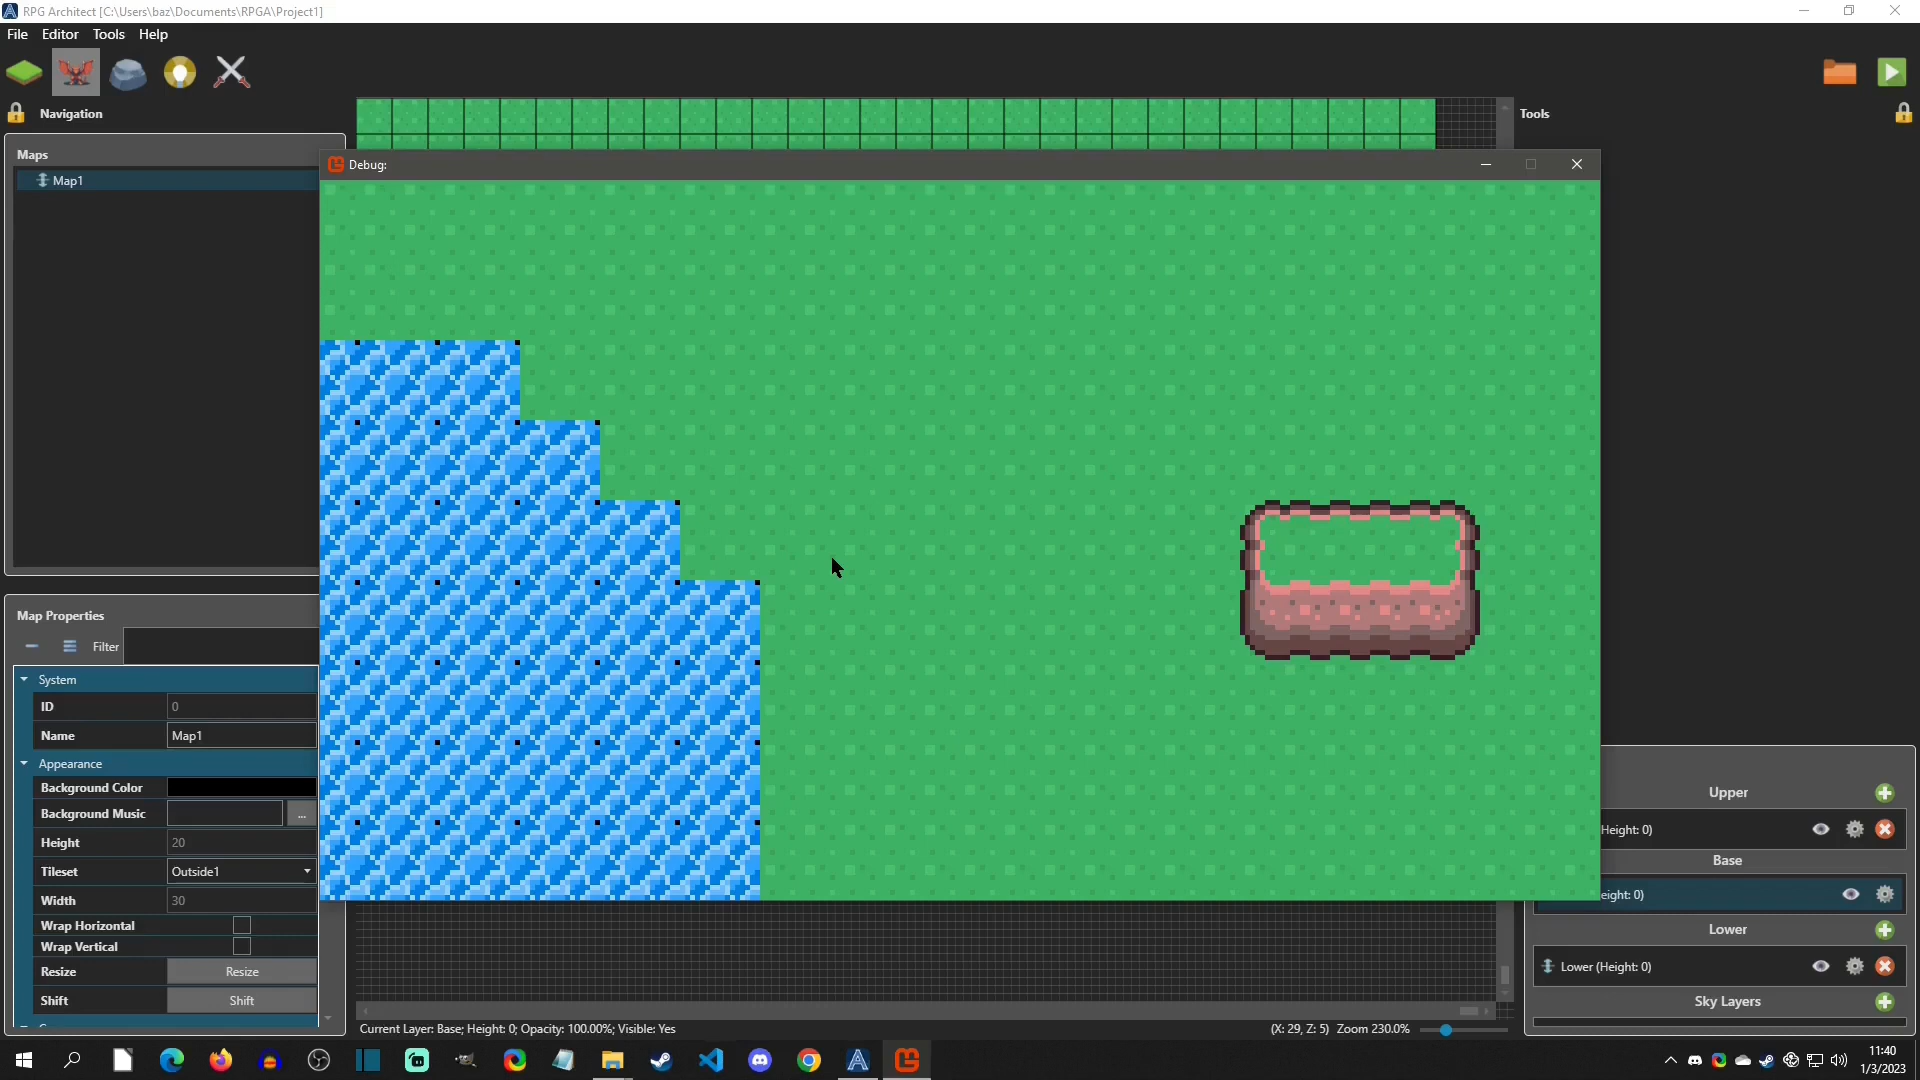 RPG Architect [C:\Users\baz\Documents\RPGA\Project1]
File Editor Tools Help
Navigation
Tools
Maps
Map1
Debug:
Map Properties
Filter
System
ID 0
Name Map1
Appearance
Background Color
Background Music ...
Height 20
Tileset Outside1
Width 30
Wrap Horizontal
Wrap Vertical
Resize Resize
Shift Shift
Upper
Height: 0)
Base
eight: 0)
Lower
Lower (Height: 0)
Sky Layers
Current Layer: Base; Height: 0; Opacity: 100.00%; Visible: Yes
(X: 29, Z: 5) Zoom 230.0%
11:40
1/3/2023